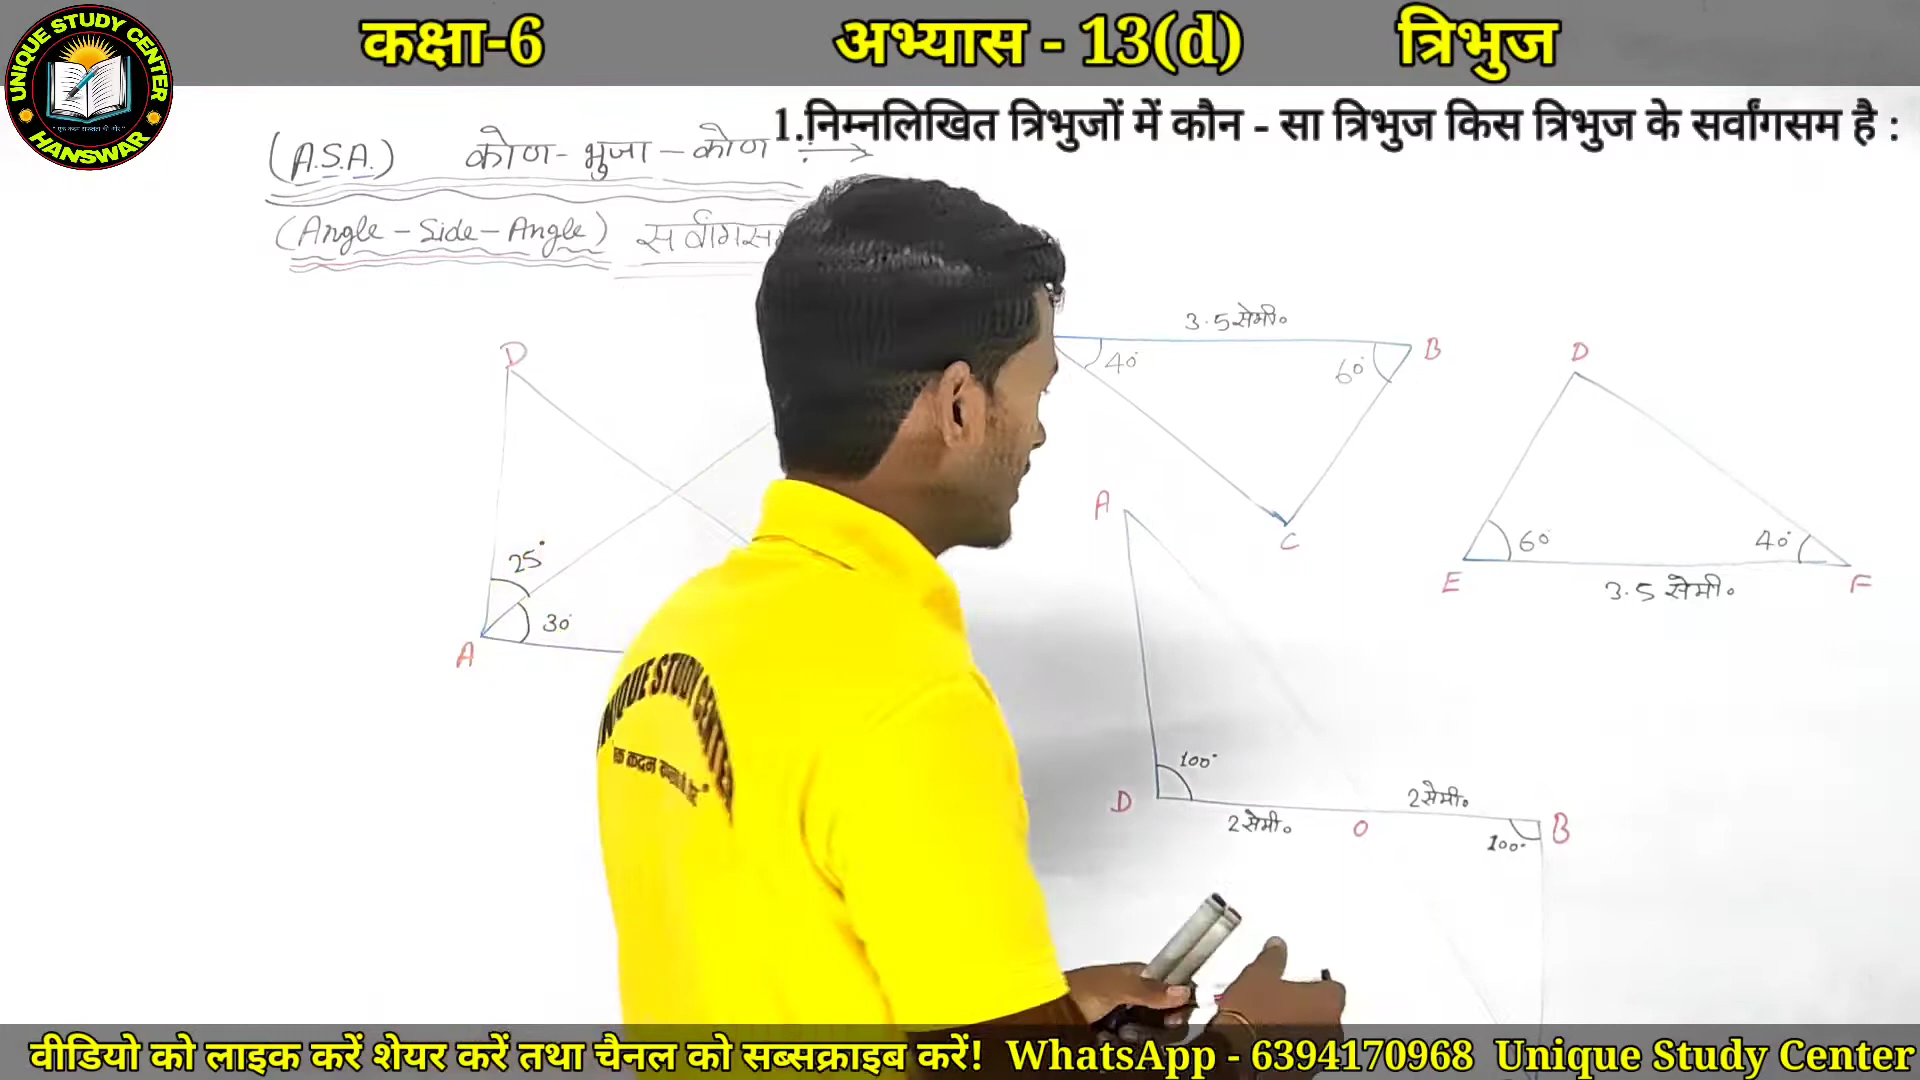 UNIQUE STUDY CENTER
HANSWAR
कक्षा-6
अभ्यास - 13(d)
त्रिभुज
1.निम्नलिखित त्रिभुजों में कौन - सा त्रिभुज किस त्रिभुज के सर्वांगसम है :
(A.S.A.) कोण - भुजा - कोण
(Angle - Side - Angle)
D
25°
30°
A
3.5 सेमी०
40°
60°
B
C
D
60°
40°
E
F
3.5 सेमी०
A
100°
D
2 सेमी०
O
2 सेमी०
B
100°
UNIQUE STUDY CENTER
वीडियो को लाइक करें शेयर करें तथा चैनल को सब्सक्राइब करें! WhatsApp - 6394170968 Unique Study Center